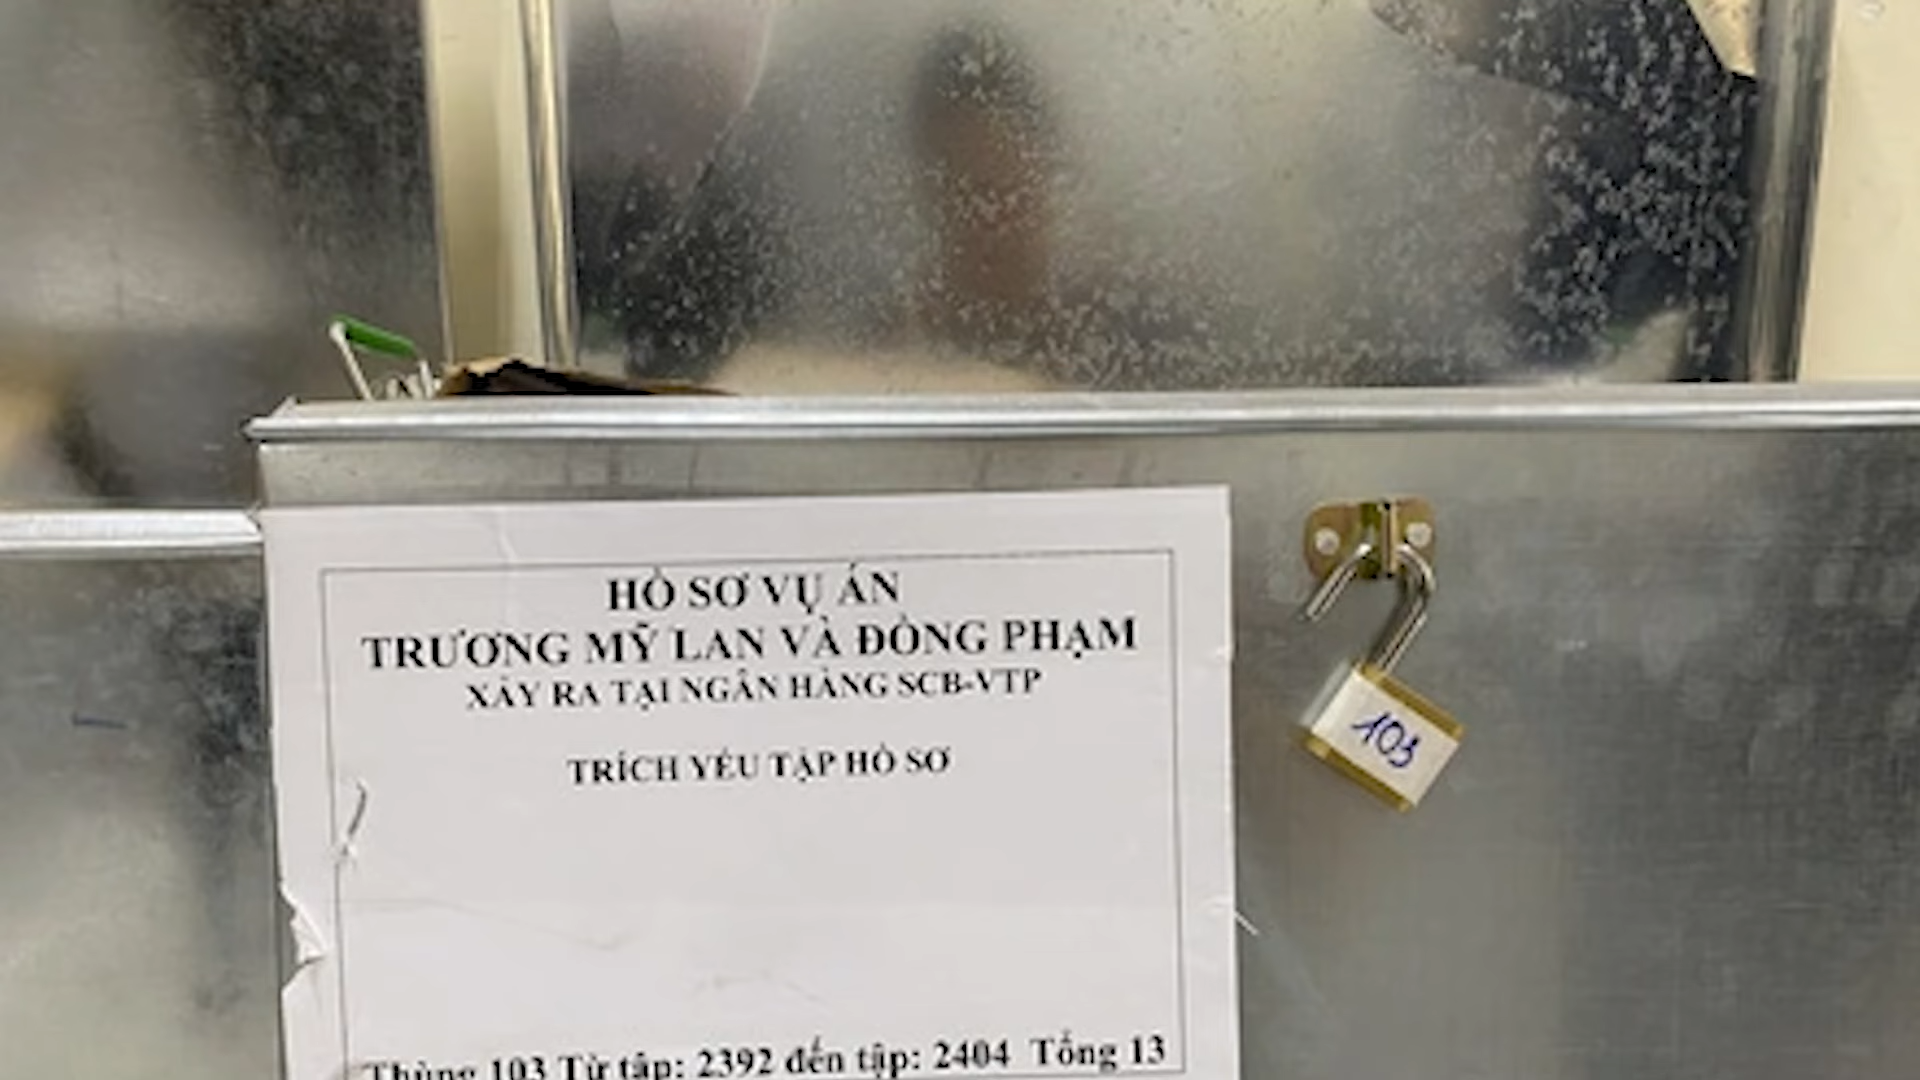 HỒ SƠ VỤ ÁN
TRƯƠNG MỸ LAN VÀ ĐỒNG PHẠM
XẢY RA TẠI NGÂN HÀNG SCB-VTP
TRÍCH YẾU TẬP HỒ SƠ
Thùng 103 Từ tập: 2392 đến tập: 2404 Tổng 13
103